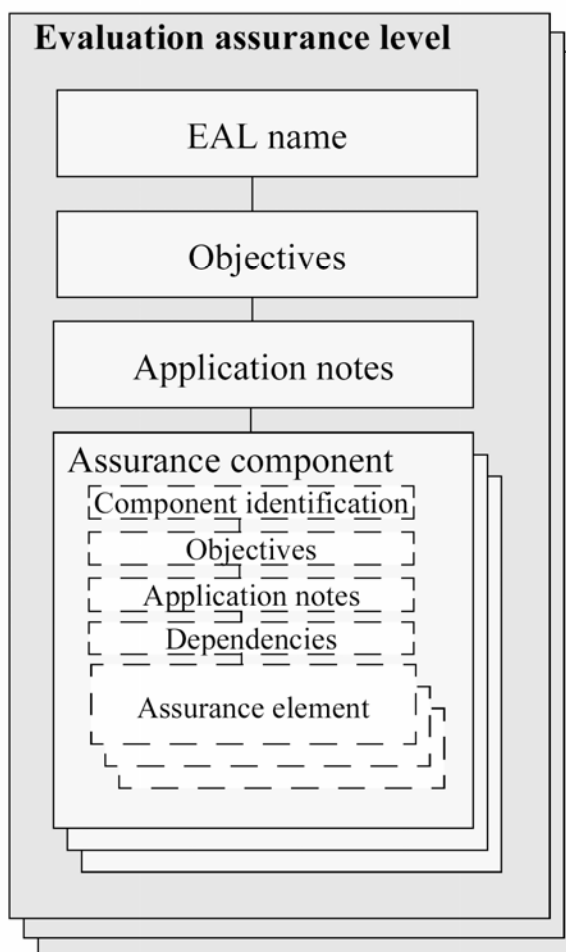 Evaluation assurance level
EAL name
Objectives
Application notes
Assurance component
Component identification
Objectives
Application notes
Dependencies
Assurance element